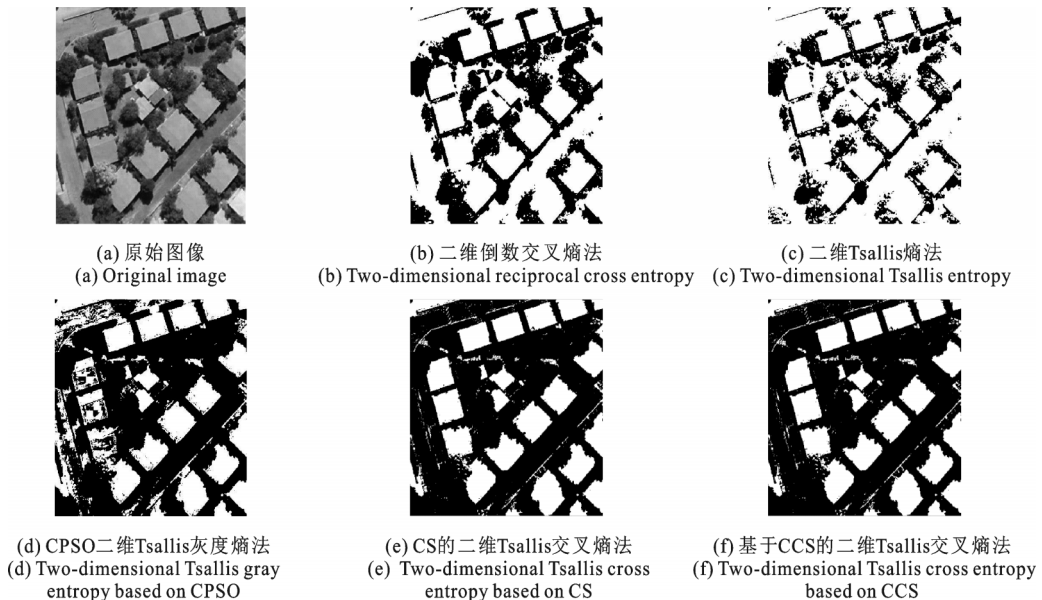 (a) 原始图像
(a) Original image
(b) 二维倒数交叉熵法
(b) Two-dimensional reciprocal cross entropy
(c) 二维Tsallis熵法
(c) Two-dimensional Tsallis entropy
(d) CPSO二维Tsallis灰度熵法
(d) Two-dimensional Tsallis gray
entropy based on CPSO
(e) CS的二维Tsallis交叉熵法
(e) Two-dimensional Tsallis cross
entropy based on CS
(f) 基于CCS的二维Tsallis交叉熵法
(f) Two-dimensional Tsallis cross entropy
based on CCS